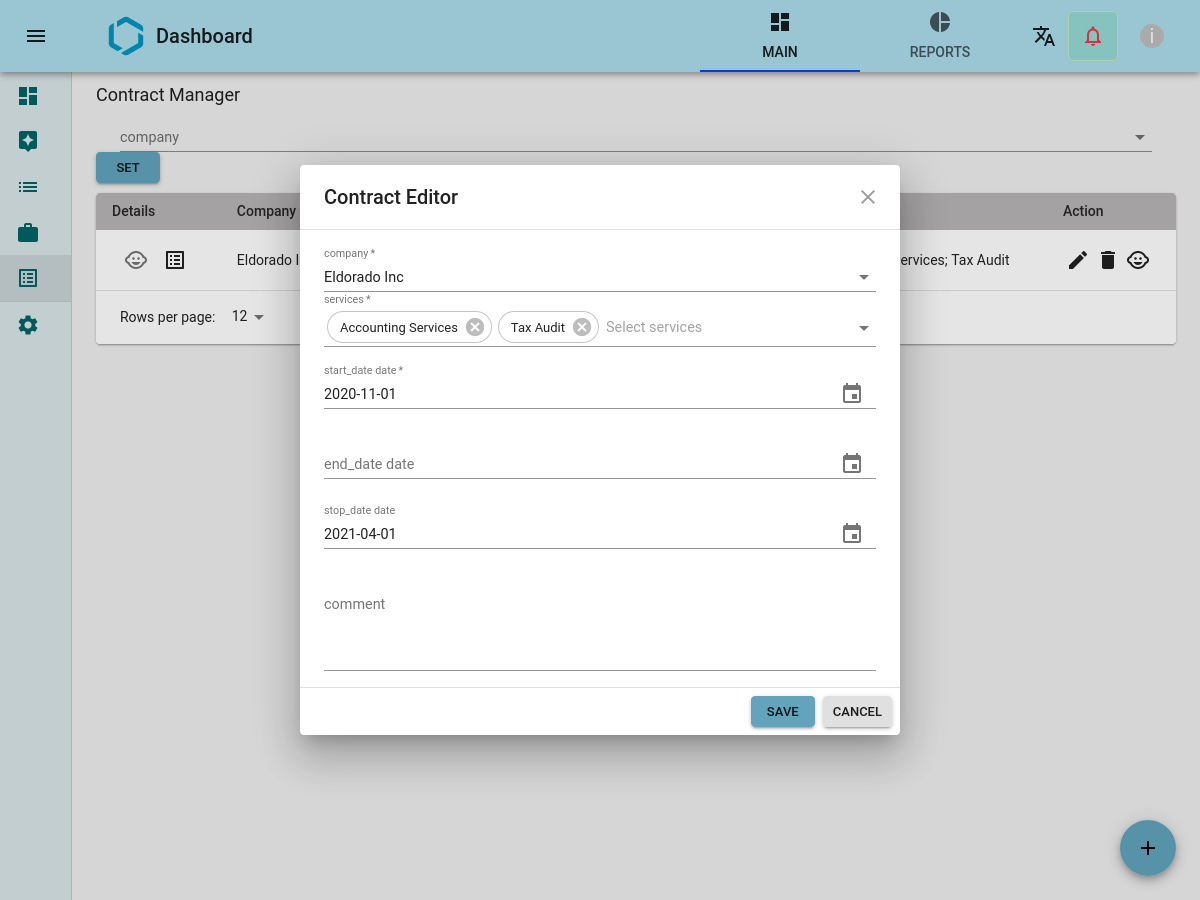 Dashboard
MAIN
REPORTS
Contract Manager
company
SET
Details
Company
Action
Eldorado
ervices; Tax Audit
Rows per page:
12
Contract Editor
company *
Eldorado Inc
services *
Accounting Services
Tax Audit
Select services
start_date date *
2020-11-01
end_date date
stop_date date
2021-04-01
comment
SAVE
CANCEL